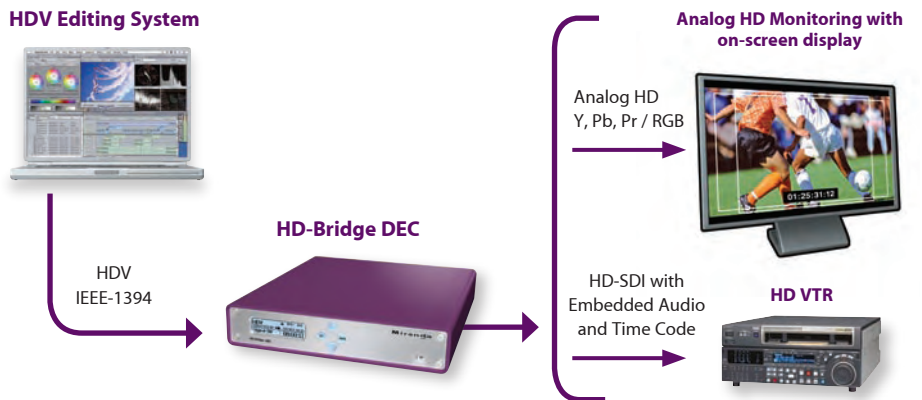 HDV Editing System
HDV
IEEE-1394
HD-Bridge DEC
Miranda
Analog HD Monitoring with
on-screen display
Analog HD
Y, Pb, Pr / RGB
01:25:31:12
HD-SDI with
Embedded Audio
and Time Code
HD VTR